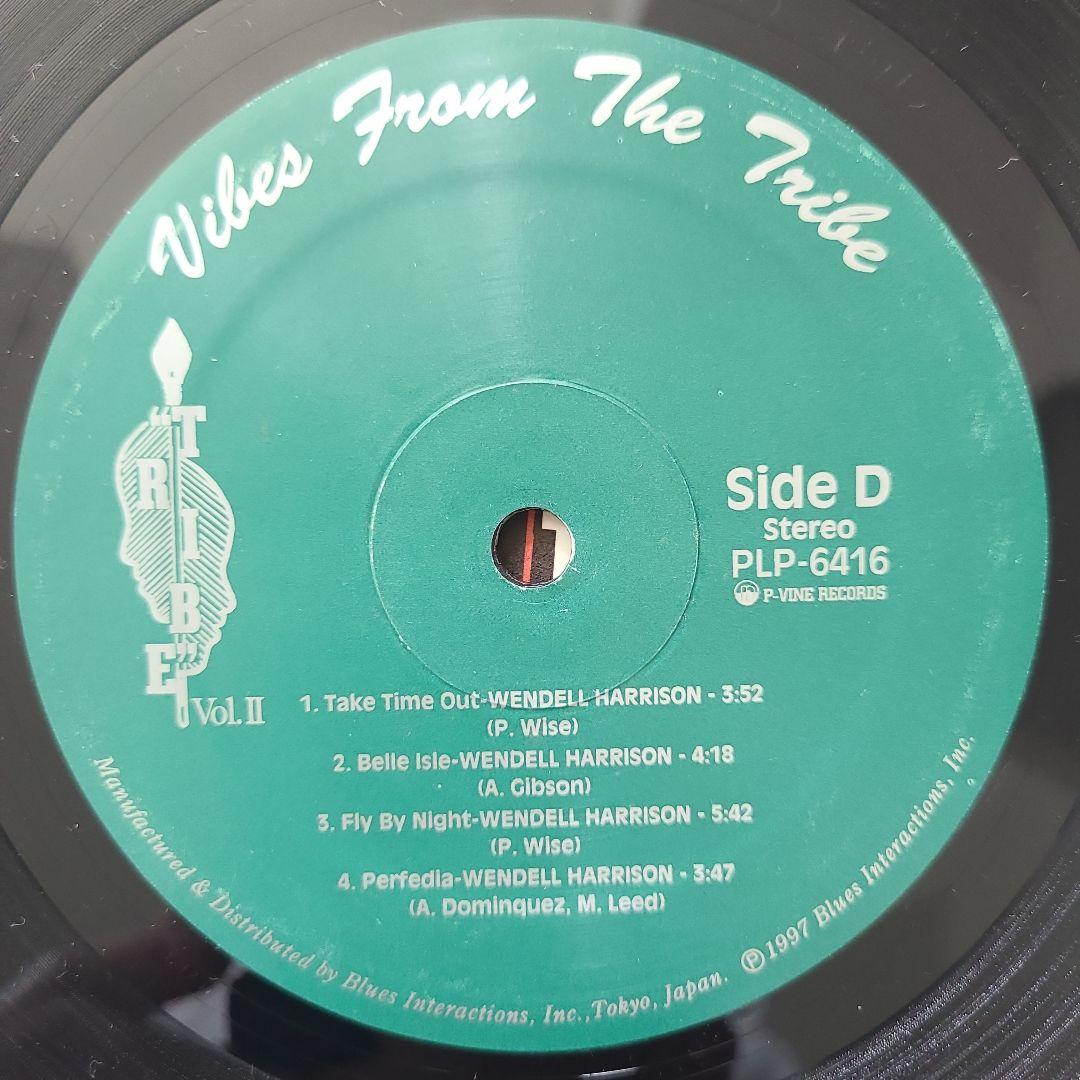 Vibes From The Tribe
"TRIBE"
Vol. II
Side D
Stereo
PLP-6416
P-VINE RECORDS
1. Take Time Out-WENDELL HARRISON - 3:52
(P. Wise)
2. Belle Isle-WENDELL HARRISON - 4:18
(A. Gibson)
3. Fly By Night-WENDELL HARRISON - 5:42
(P. Wise)
4. Perfedia-WENDELL HARRISON - 3:47
(A. Dominquez, M. Leed)
Manufactured & Distributed by Blues Interactions, Inc., Tokyo, Japan. Ⓟ1997 Blues Interactions, Inc.